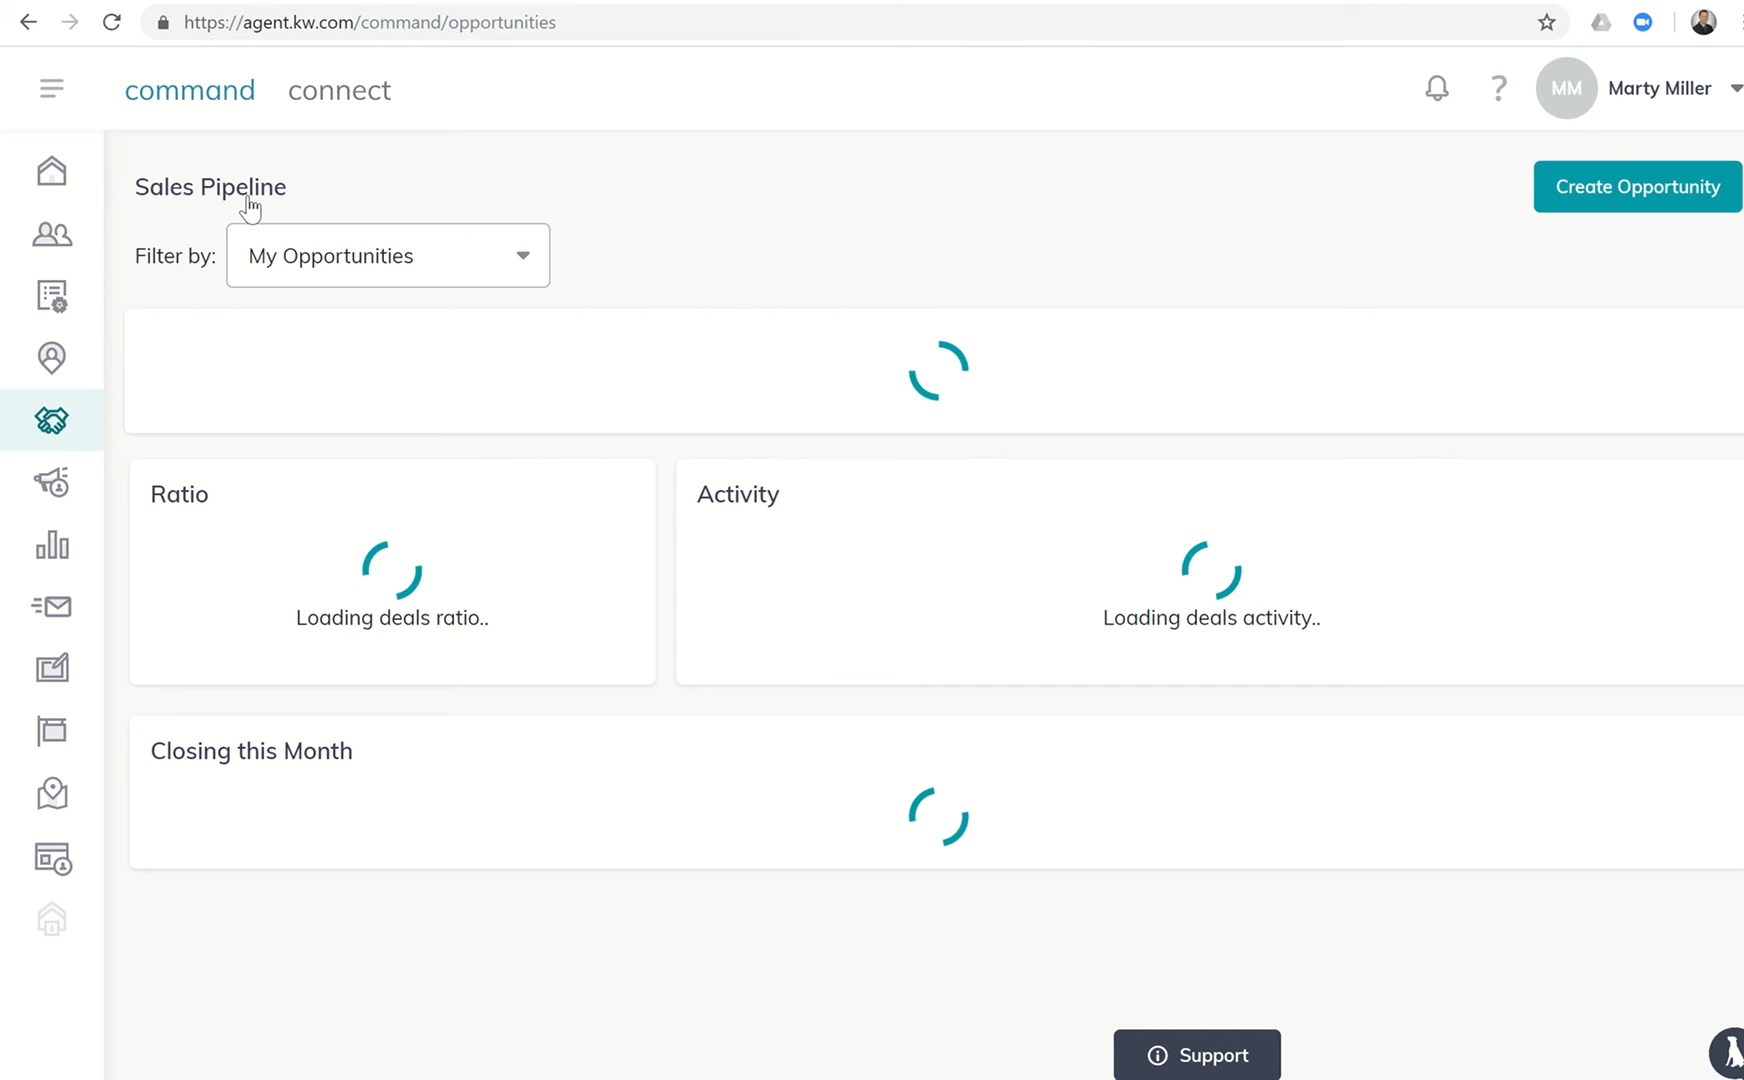 https://agent.kw.com/command/opportunities
command connect
? MM Marty Miller
Sales Pipeline
Create Opportunity
Filter by: My Opportunities
Ratio
Activity
Loading deals ratio..
Loading deals activity..
Closing this Month
Support